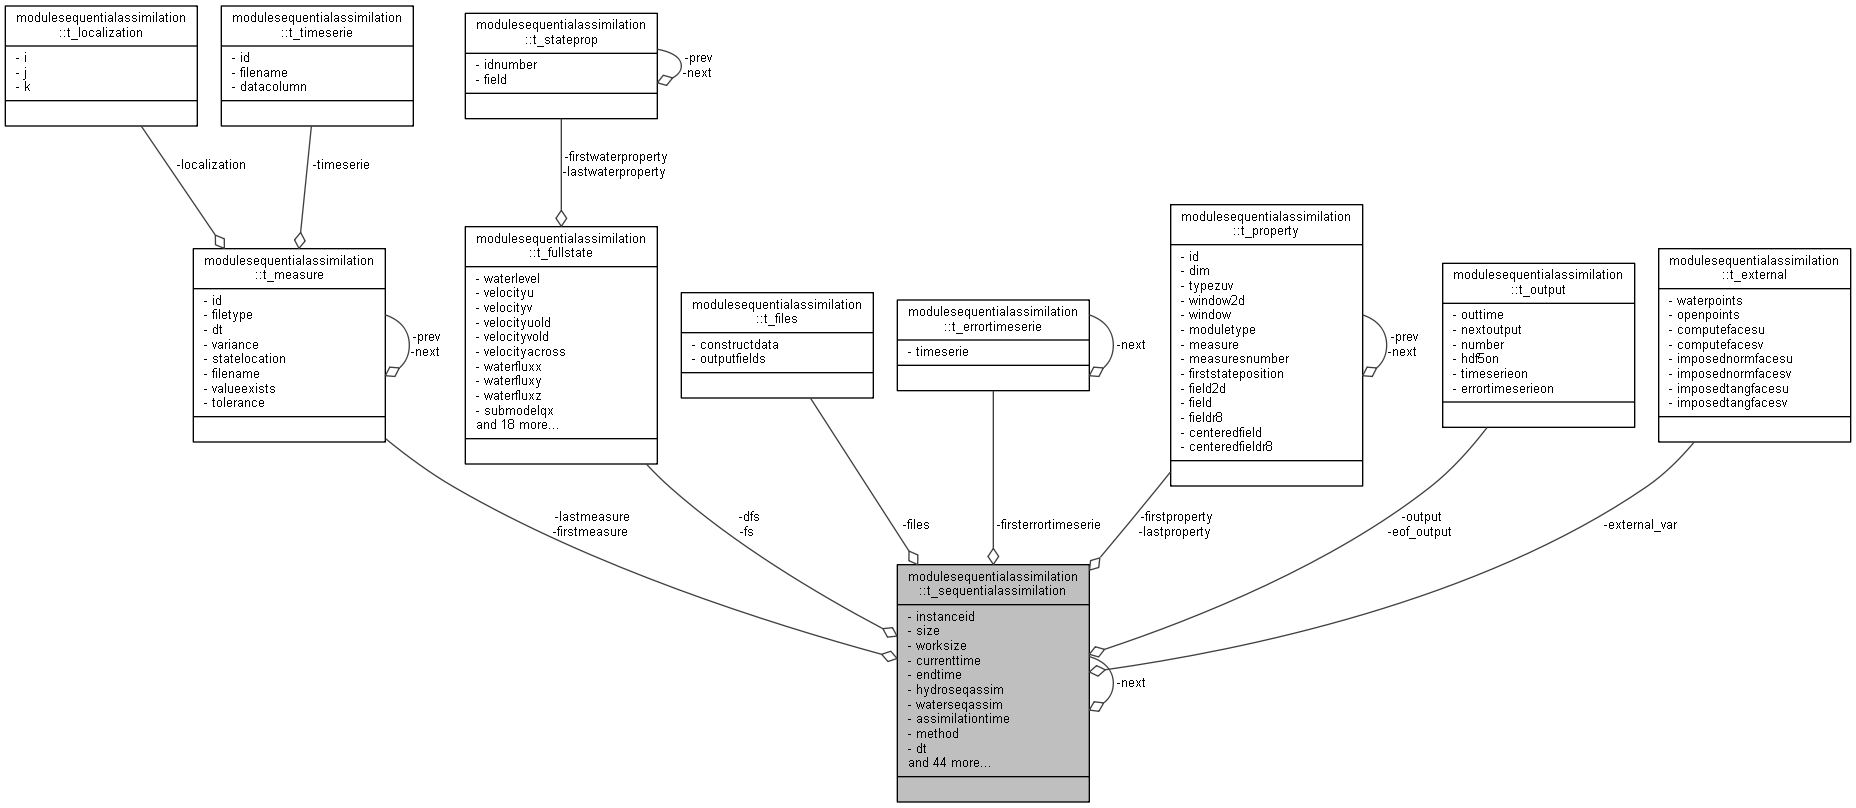 modulesequentialassimilation
::t_localization
- i
- j
- k
modulesequentialassimilation
::t_timeserie
- id
- filename
- datacolumn
modulesequentialassimilation
::t_stateprop
- idnumber
- field
-prev
-next
-localization
-timeserie
-firstwaterproperty
-lastwaterproperty
modulesequentialassimilation
::t_measure
- id
- filetype
- dt
- variance
- statelocation
- filename
- valueexists
- tolerance
-prev
-next
modulesequentialassimilation
::t_fullstate
- waterlevel
- velocityu
- velocityv
- velocityuold
- velocityvold
- velocityacross
- waterfluxx
- waterfluxy
- waterfluxz
- submodelqx
and 18 more...
modulesequentialassimilation
::t_files
- constructdata
- outputfields
modulesequentialassimilation
::t_errortimeserie
- timeserie
-next
modulesequentialassimilation
::t_property
- id
- dim
- typezuv
- window2d
- window
- moduletype
- measure
- measuresnumber
- firststateposition
- field2d
- field
- fieldr8
- centeredfield
- centeredfieldr8
-prev
-next
modulesequentialassimilation
::t_output
- outtime
- nextoutput
- number
- hdf5on
- timeserieon
- errortimeserieon
modulesequentialassimilation
::t_external
- waterpoints
- openpoints
- computefacesu
- computefacesv
- imposednormfacesu
- imposednormfacesv
- imposedtangfacesu
- imposedtangfacesv
-lastmeasure
-firstmeasure
-dfs
-fs
-files
-firsterrortimeserie
-firstproperty
-lastproperty
-output
-eof_output
-external_var
modulesequentialassimilation
::t_sequentialassimilation
- instanceid
- size
- worksize
- currenttime
- endtime
- hydroseqassim
- waterseqassim
- assimilationtime
- method
- dt
and 44 more...
-next